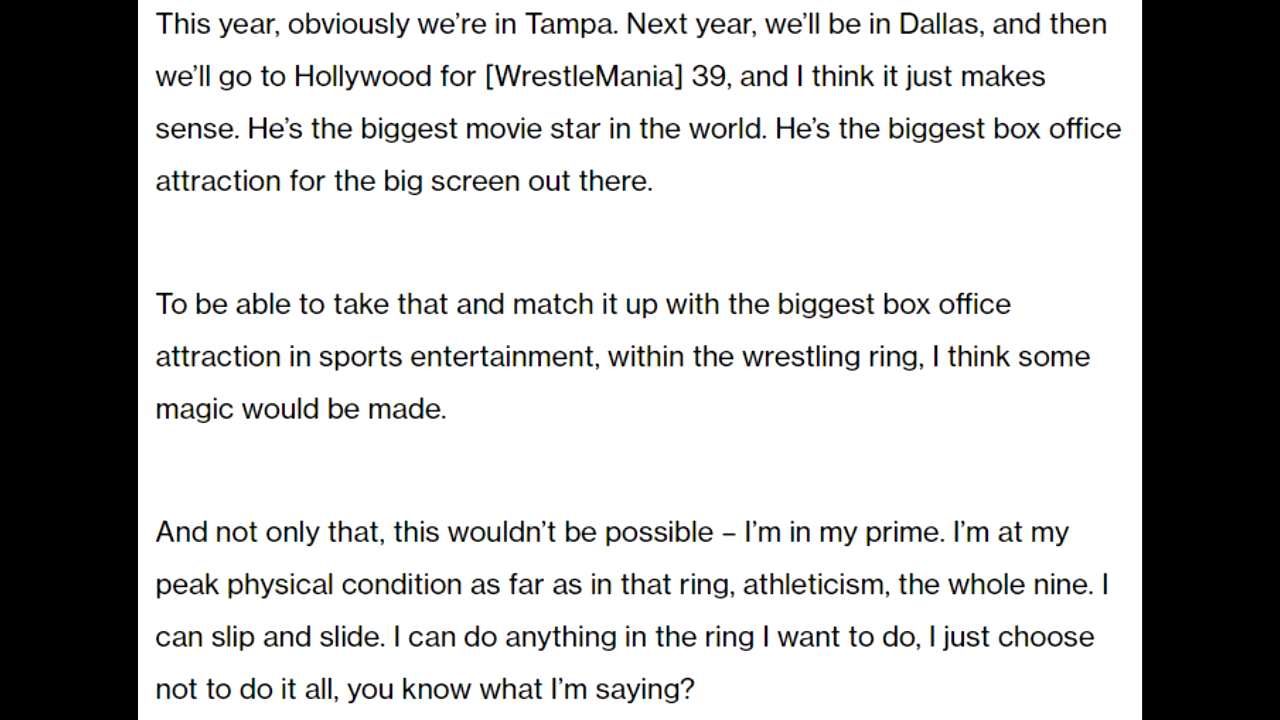 This year, obviously we’re in Tampa. Next year, we’ll be in Dallas, and then
we’ll go to Hollywood for [WrestleMania] 39, and I think it just makes
sense. He’s the biggest movie star in the world. He’s the biggest box office
attraction for the big screen out there.
To be able to take that and match it up with the biggest box office
attraction in sports entertainment, within the wrestling ring, I think some
magic would be made.
And not only that, this wouldn’t be possible – I’m in my prime. I’m at my
peak physical condition as far as in that ring, athleticism, the whole nine. I
can slip and slide. I can do anything in the ring I want to do, I just choose
not to do it all, you know what I’m saying?